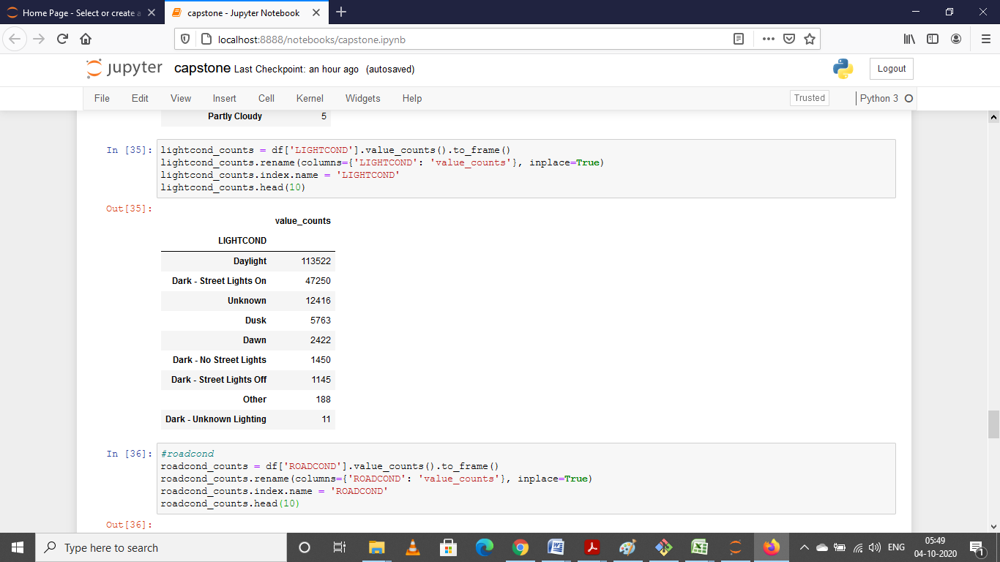 Home Page - Select or create a
capstone - Jupyter Notebook
localhost:8888/notebooks/capstone.ipynb
jupyter capstone Last Checkpoint: an hour ago (autosaved)
Logout
File Edit View Insert Cell Kernel Widgets Help
Trusted
Python 3
Partly Cloudy 5
In [35]: lightcond_counts = df['LIGHTCOND'].value_counts().to_frame()
lightcond_counts.rename(columns={'LIGHTCOND': 'value_counts'}, inplace=True)
lightcond_counts.index.name = 'LIGHTCOND'
lightcond_counts.head(10)
Out[35]:
value_counts
LIGHTCOND
Daylight 113522
Dark - Street Lights On 47250
Unknown 12416
Dusk 5763
Dawn 2422
Dark - No Street Lights 1450
Dark - Street Lights Off 1145
Other 188
Dark - Unknown Lighting 11
In [36]: #roadcond
roadcond_counts = df['ROADCOND'].value_counts().to_frame()
roadcond_counts.rename(columns={'ROADCOND': 'value_counts'}, inplace=True)
roadcond_counts.index.name = 'ROADCOND'
roadcond_counts.head(10)
Out[36]:
Type here to search
ENG
05:49
04-10-2020
1